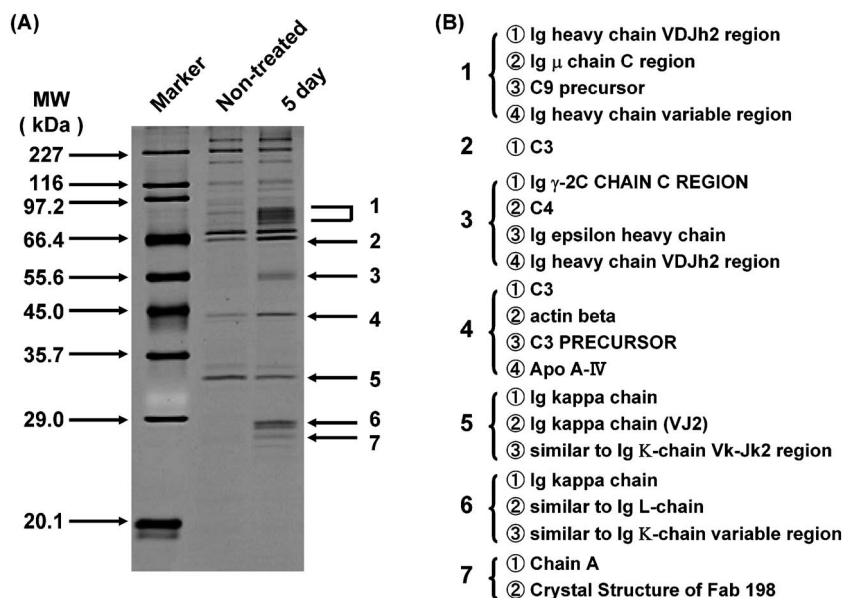 (A)
MW
( kDa)
Marker
Non-treated
5 day
227
116
97.2
66.4
55.6
45.0
35.7
29.0
20.1
1
2
3
4
5
6
7
(B)
1
① Ig heavy chain VDJh2 region
② Ig μ chain C region
③ C9 precursor
④ Ig heavy chain variable region
2 ① C3
3
① Ig γ-2C CHAIN C REGION
② C4
③ Ig epsilon heavy chain
④ Ig heavy chain VDJh2 region
4
① C3
② actin beta
③ C3 PRECURSOR
④ Apo A-Ⅳ
5
① Ig kappa chain
② Ig kappa chain (VJ2)
③ similar to Ig Κ-chain Vk-Jk2 region
6
① Ig kappa chain
② similar to Ig L-chain
③ similar to Ig Κ-chain variable region
7
① Chain A
② Crystal Structure of Fab 198